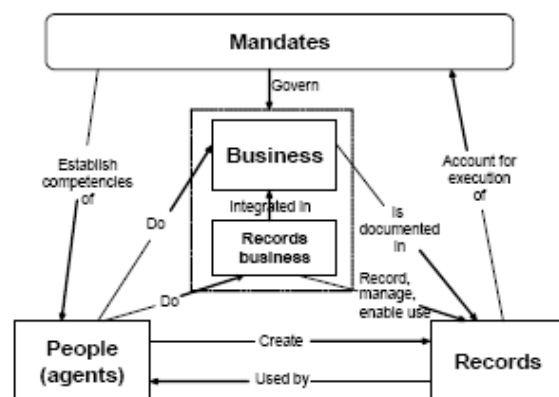 Mandates
Govern
Establish
competencies
of
Business
Account for
execution
of
Integrated in
Do
Is
documented
in
Records
business
Do
Record,
manage,
enable use
People
(agents)
Create
Records
Used by